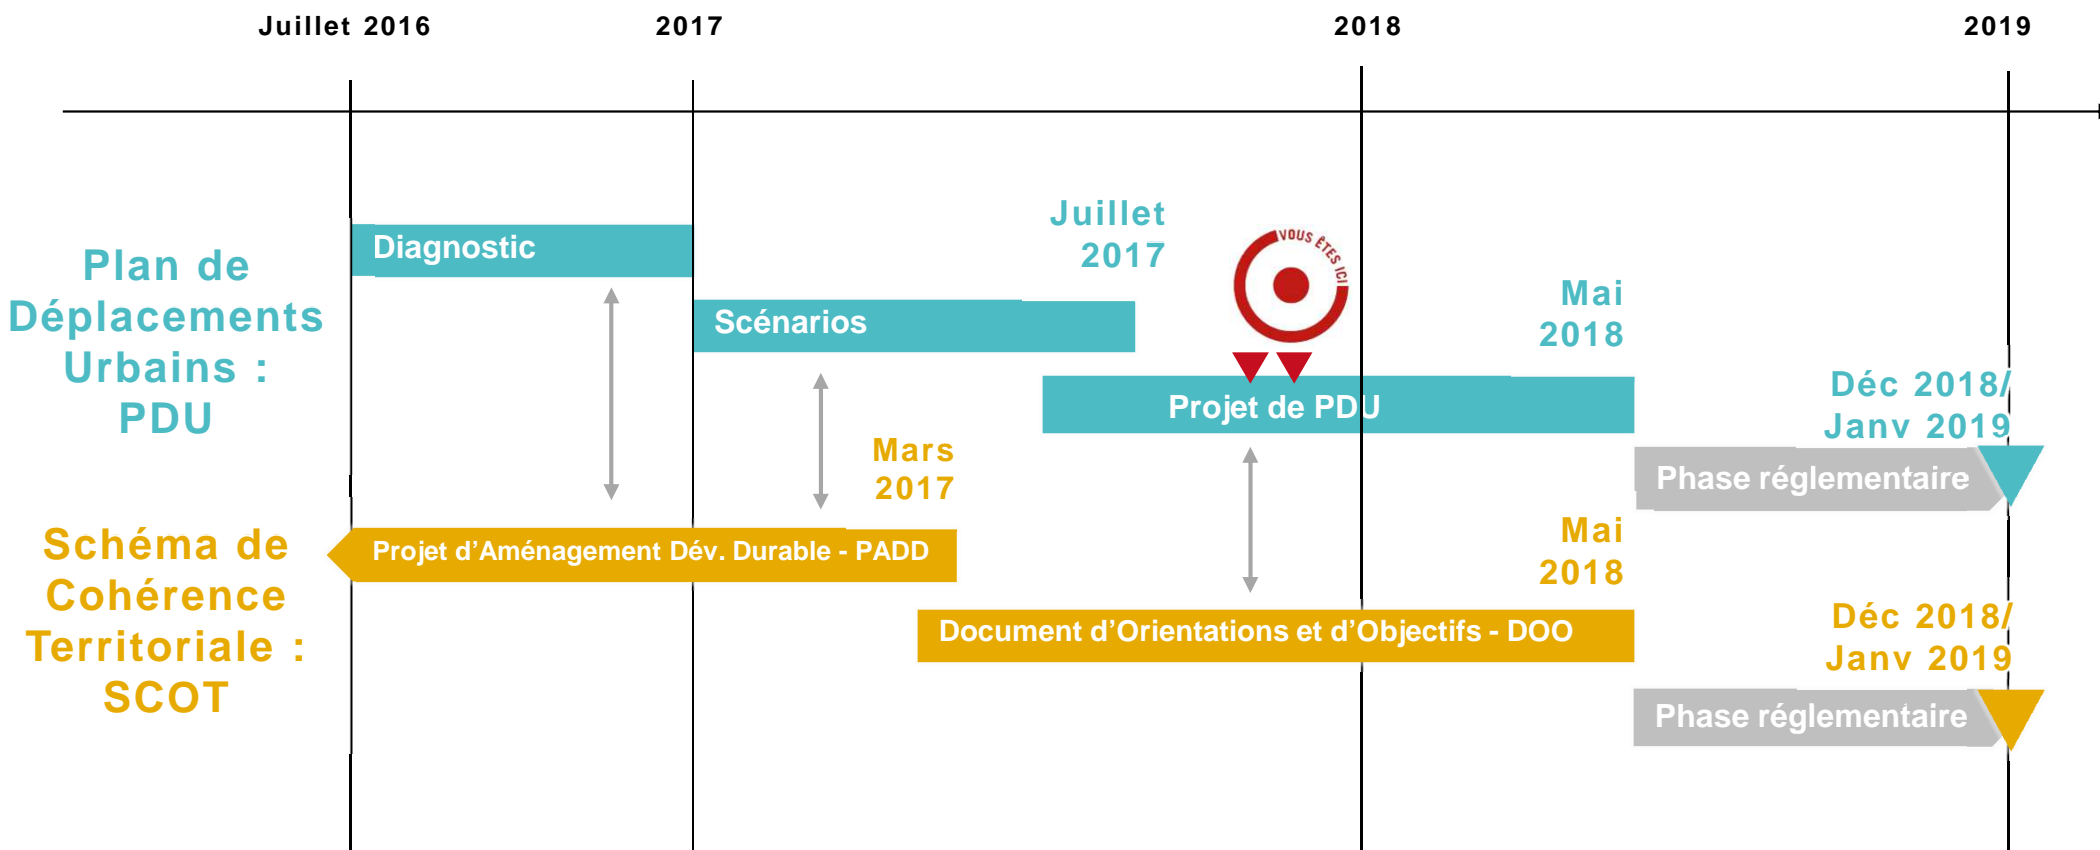 Juillet 2016
2017
2018
2019
Plan de
Déplacements
Urbains :
PDU
Diagnostic
Scénarios
Juillet
2017
VOUS ÊTES ICI
Projet de PDU
Mai
2018
Déc 2018/
Janv 2019
Phase réglementaire
Schéma de
Cohérence
Territoriale :
SCOT
Mars
2017
Projet d’Aménagement Dév. Durable - PADD
Document d’Orientations et d’Objectifs - DOO
Mai
2018
Déc 2018/
Janv 2019
Phase réglementaire